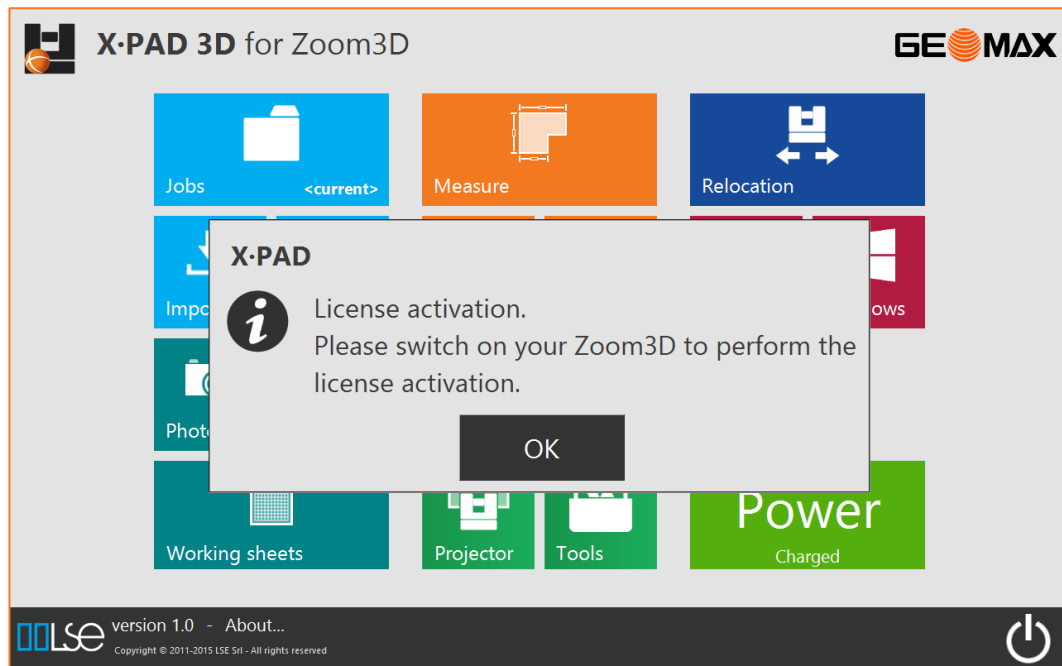 X·PAD 3D for Zoom3D
GEOMAX
Jobs <current>
Measure
Relocation
X·PAD
License activation.
Please switch on your Zoom3D to perform the
license activation.
OK
Working sheets
Projector
Tools
Power
Charged
LSE
version 1.0 - About...
Copyright © 2011-2015 LSE Srl - All rights reserved